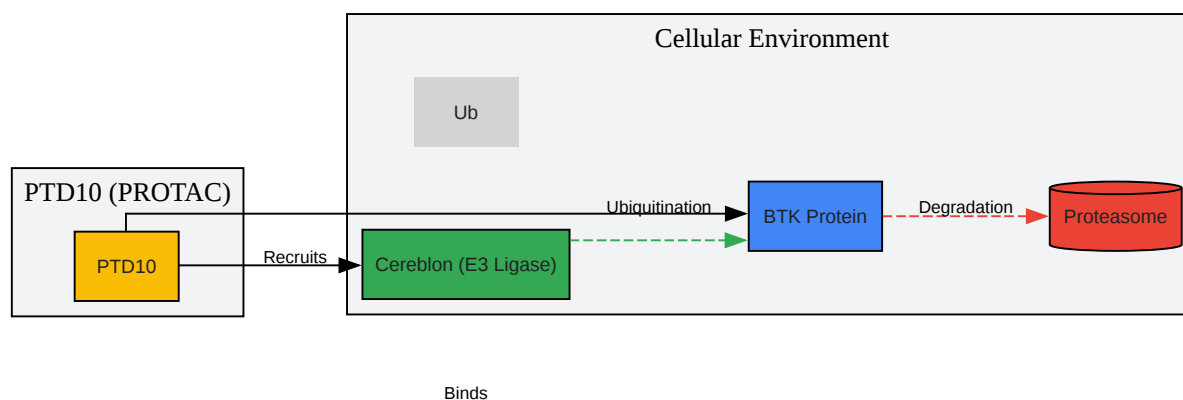 Cellular Environment
Ub
PTD10 (PROTAC)
Ubiquitination
BTK Protein
Degradation
Proteasome
PTD10
Recruits
Cereblon (E3 Ligase)
Binds